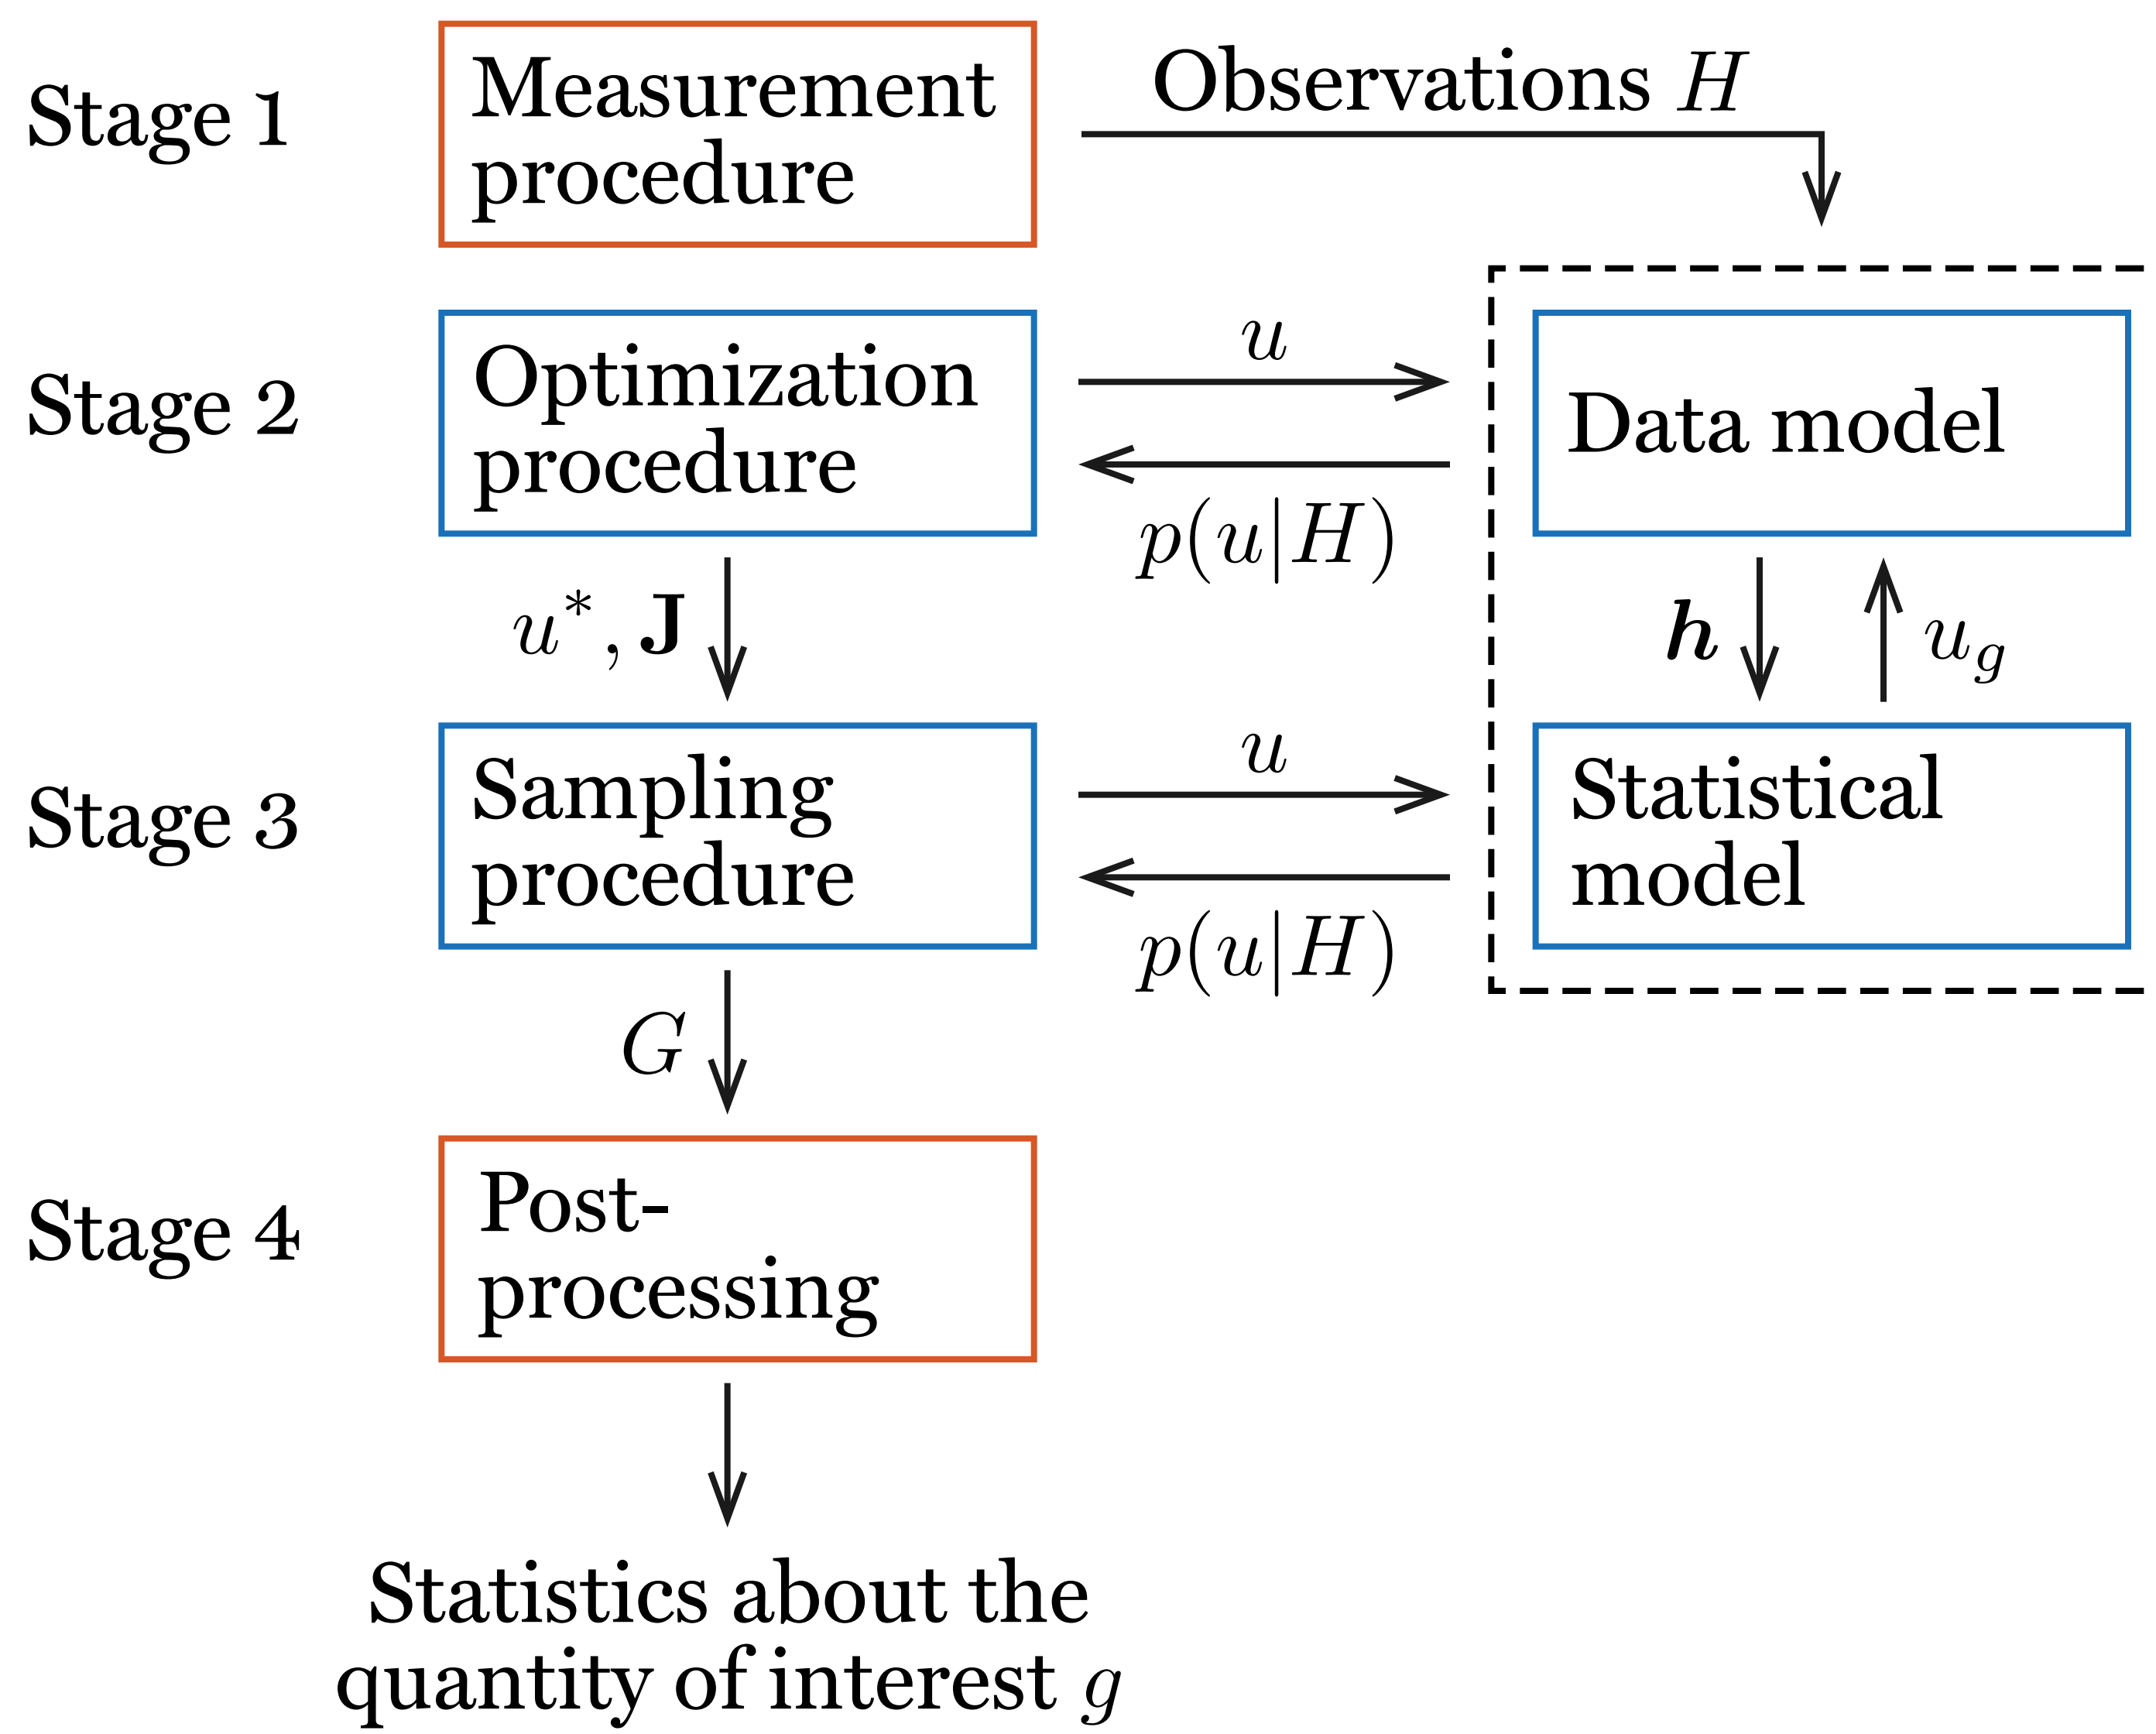 Stage 1
Measurement
procedure
Observations H
Stage 2
Optimization
procedure
u
p(u|H)
Data model
u*, J
h
u_g
Stage 3
Sampling
procedure
u
p(u|H)
Statistical
model
G
Stage 4
Post-
processing
Statistics about the
quantity of interest g